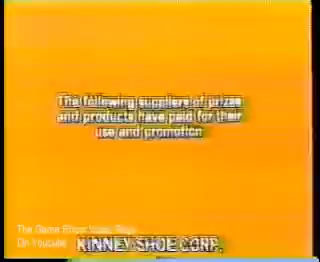 The following suppliers of prizes
and products have paid for their
use and promotion
The Game Show Video Guys
On Youtube
KINNEY SHOE CORP.